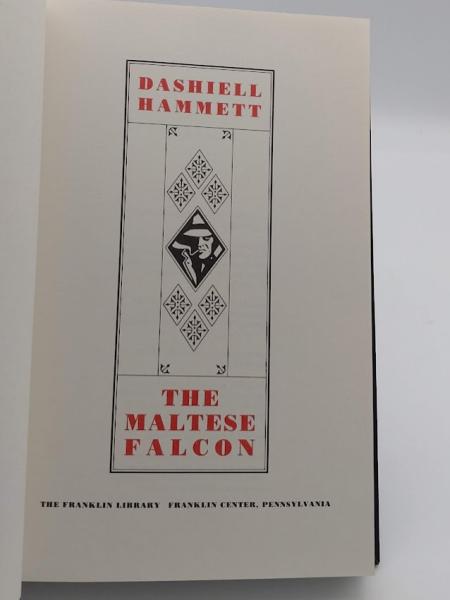 DASHIELL
HAMMETT
THE
MALTESE
FALCON
THE FRANKLIN LIBRARY FRANKLIN CENTER, PENNSYLVANIA